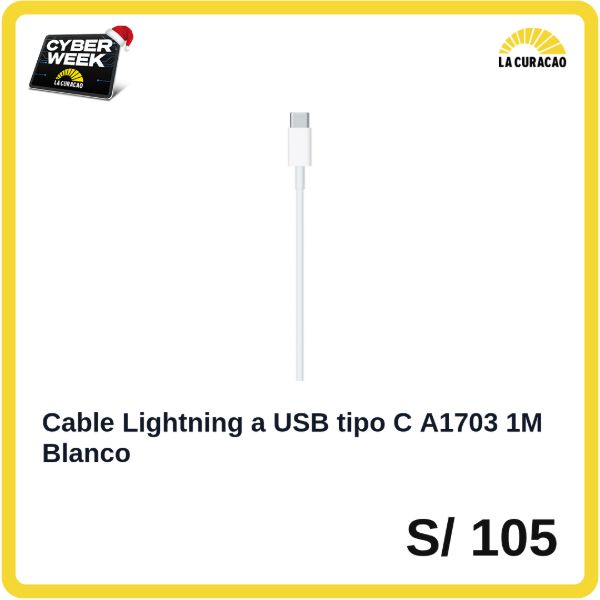 CYBER
WEEK
LA CURACAO
LA CURACAO
Cable Lightning a USB tipo C A1703 1M
Blanco
S/ 105